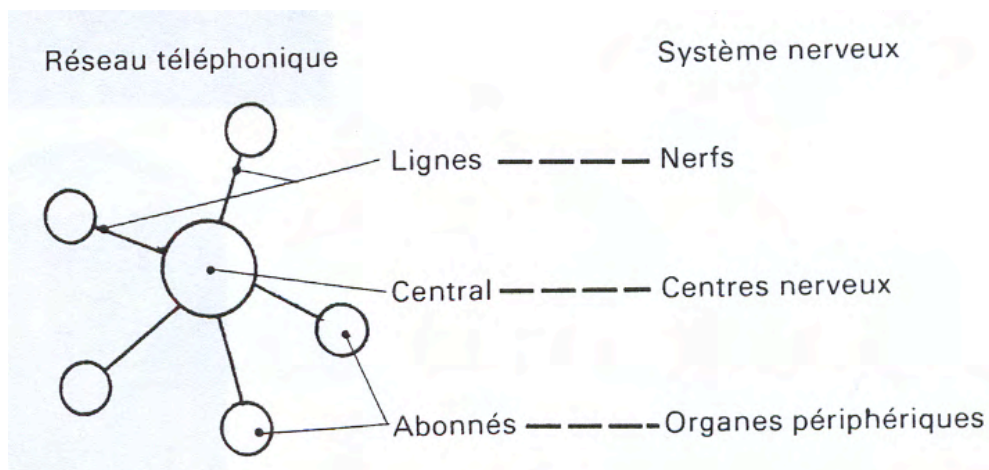 Réseau téléphonique
Système nerveux
Lignes
Nerfs
Central
Centres nerveux
Abonnés
Organes périphériques